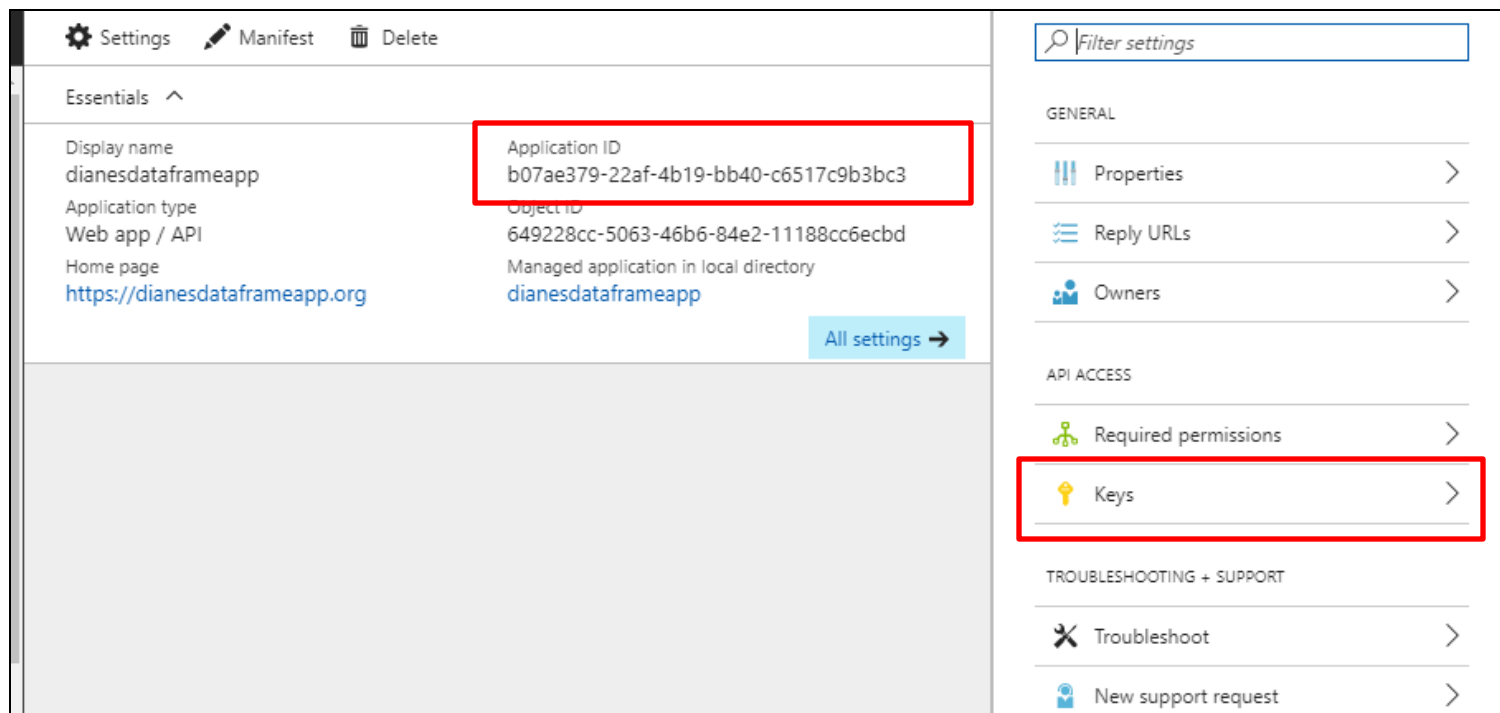 Settings Manifest Delete
Essentials
Display name
dianesdataframeapp
Application type
Web app / API
Home page
https://dianesdataframeapp.org
Application ID
b07ae379-22af-4b19-bb40-c6517c9b3bc3
Object ID
649228cc-5063-46b6-84e2-11188cc6ecbd
Managed application in local directory
dianesdataframeapp
All settings
Filter settings
GENERAL
Properties
Reply URLs
Owners
API ACCESS
Required permissions
Keys
TROUBLESHOOTING + SUPPORT
Troubleshoot
New support request